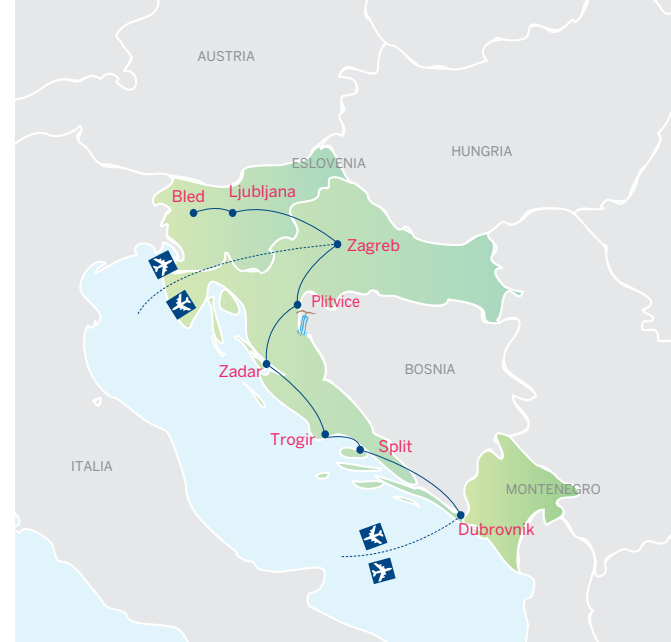 AUSTRIA
HUNGRIA
ESLOVENIA
Bled
Ljubljana
Zagreb
Plitvice
Zadar
BOSNIA
Trogir
Split
ITALIA
MONTENEGRO
Dubrovnik